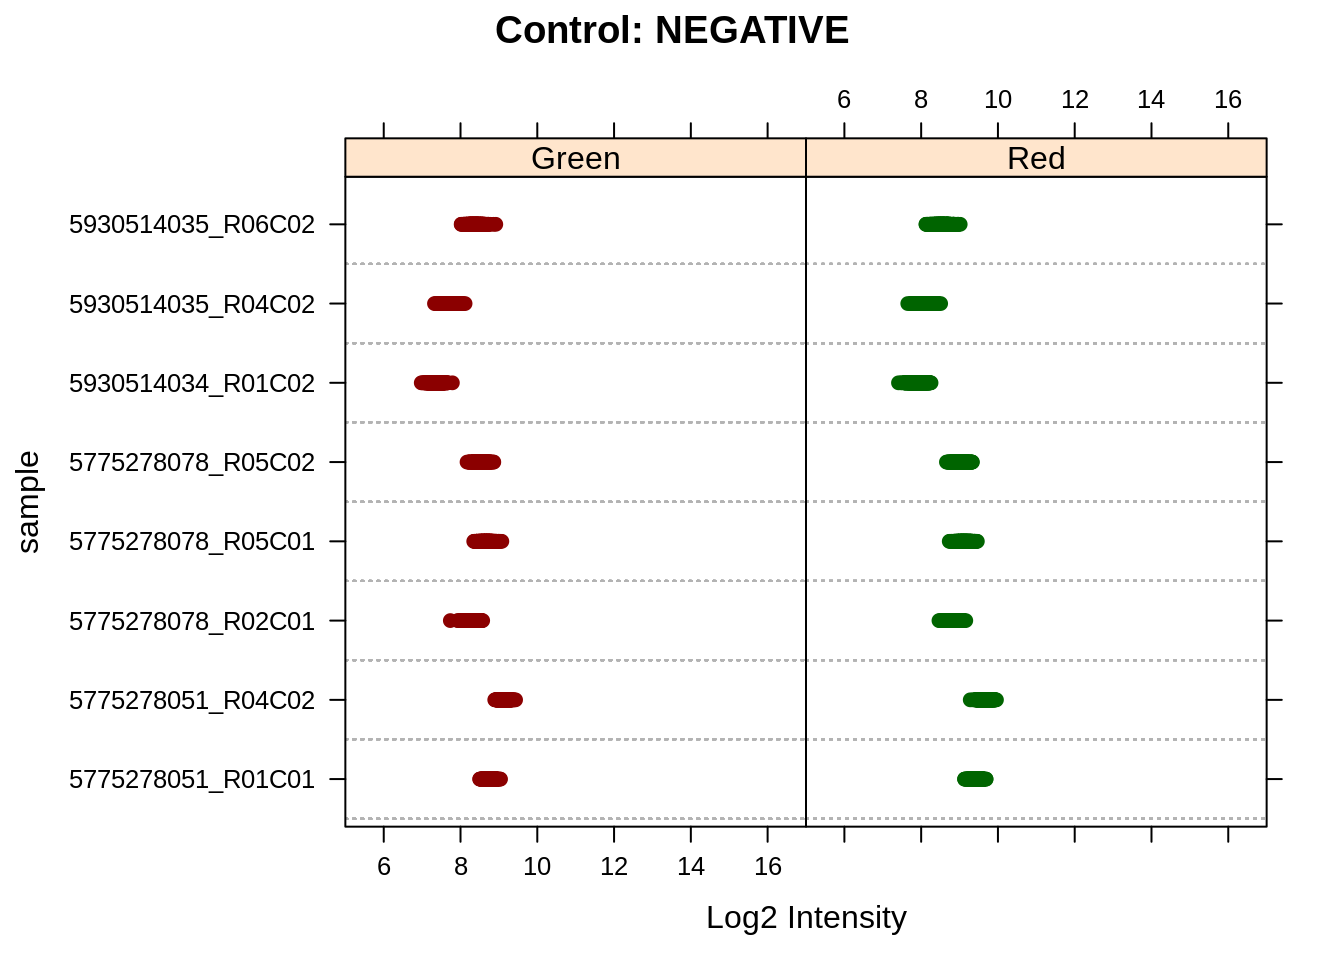 Control: NEGATIVE
6 8 10 12 14 16
Green Red
5930514035_R06C02
5930514035_R04C02
5930514034_R01C02
5775278078_R05C02
5775278078_R05C01
5775278078_R02C01
5775278051_R04C02
5775278051_R01C01
sample
6 8 10 12 14 16
Log2 Intensity